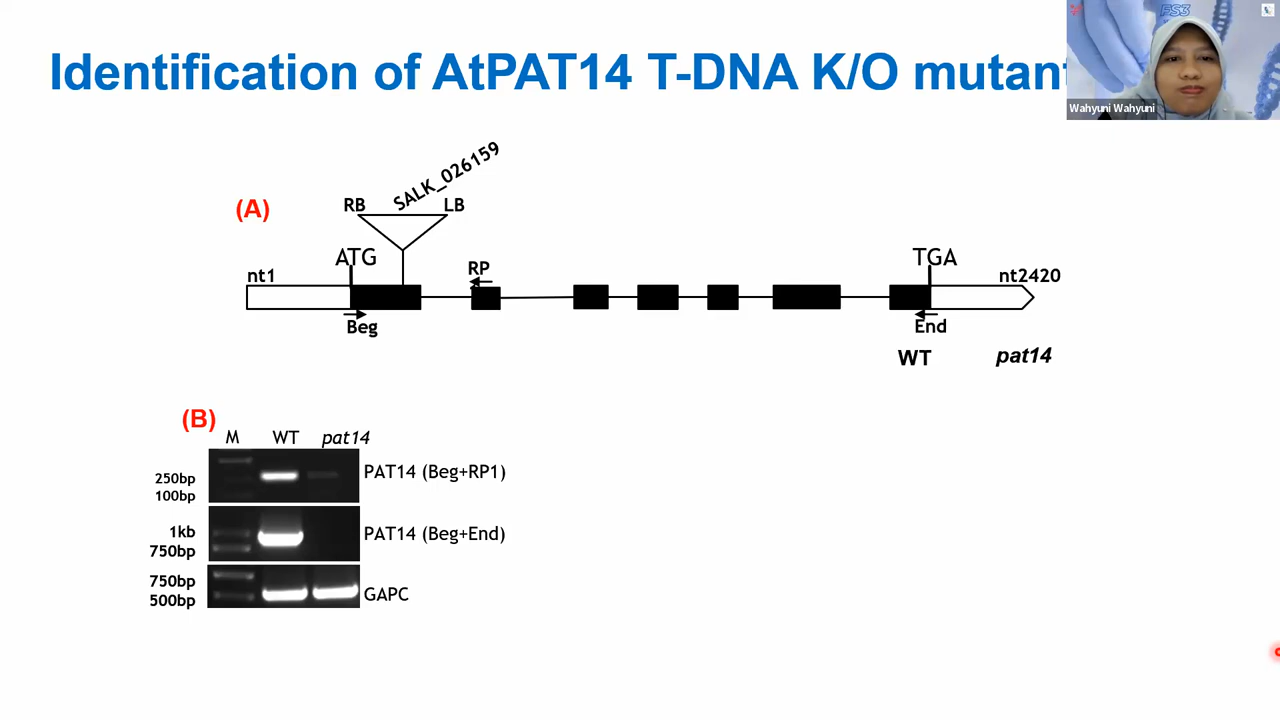 Identification of AtPAT14 T-DNA K/O mutant
FS3
Wahyuni Wahyuni
(A)
SALK_026159
RB
LB
ATG
RP
TGA
nt1
nt2420
Beg
End
WT
pat14
(B)
M WT pat14
250bp
100bp
PAT14 (Beg+RP1)
1kb
750bp
PAT14 (Beg+End)
750bp
500bp
GAPC